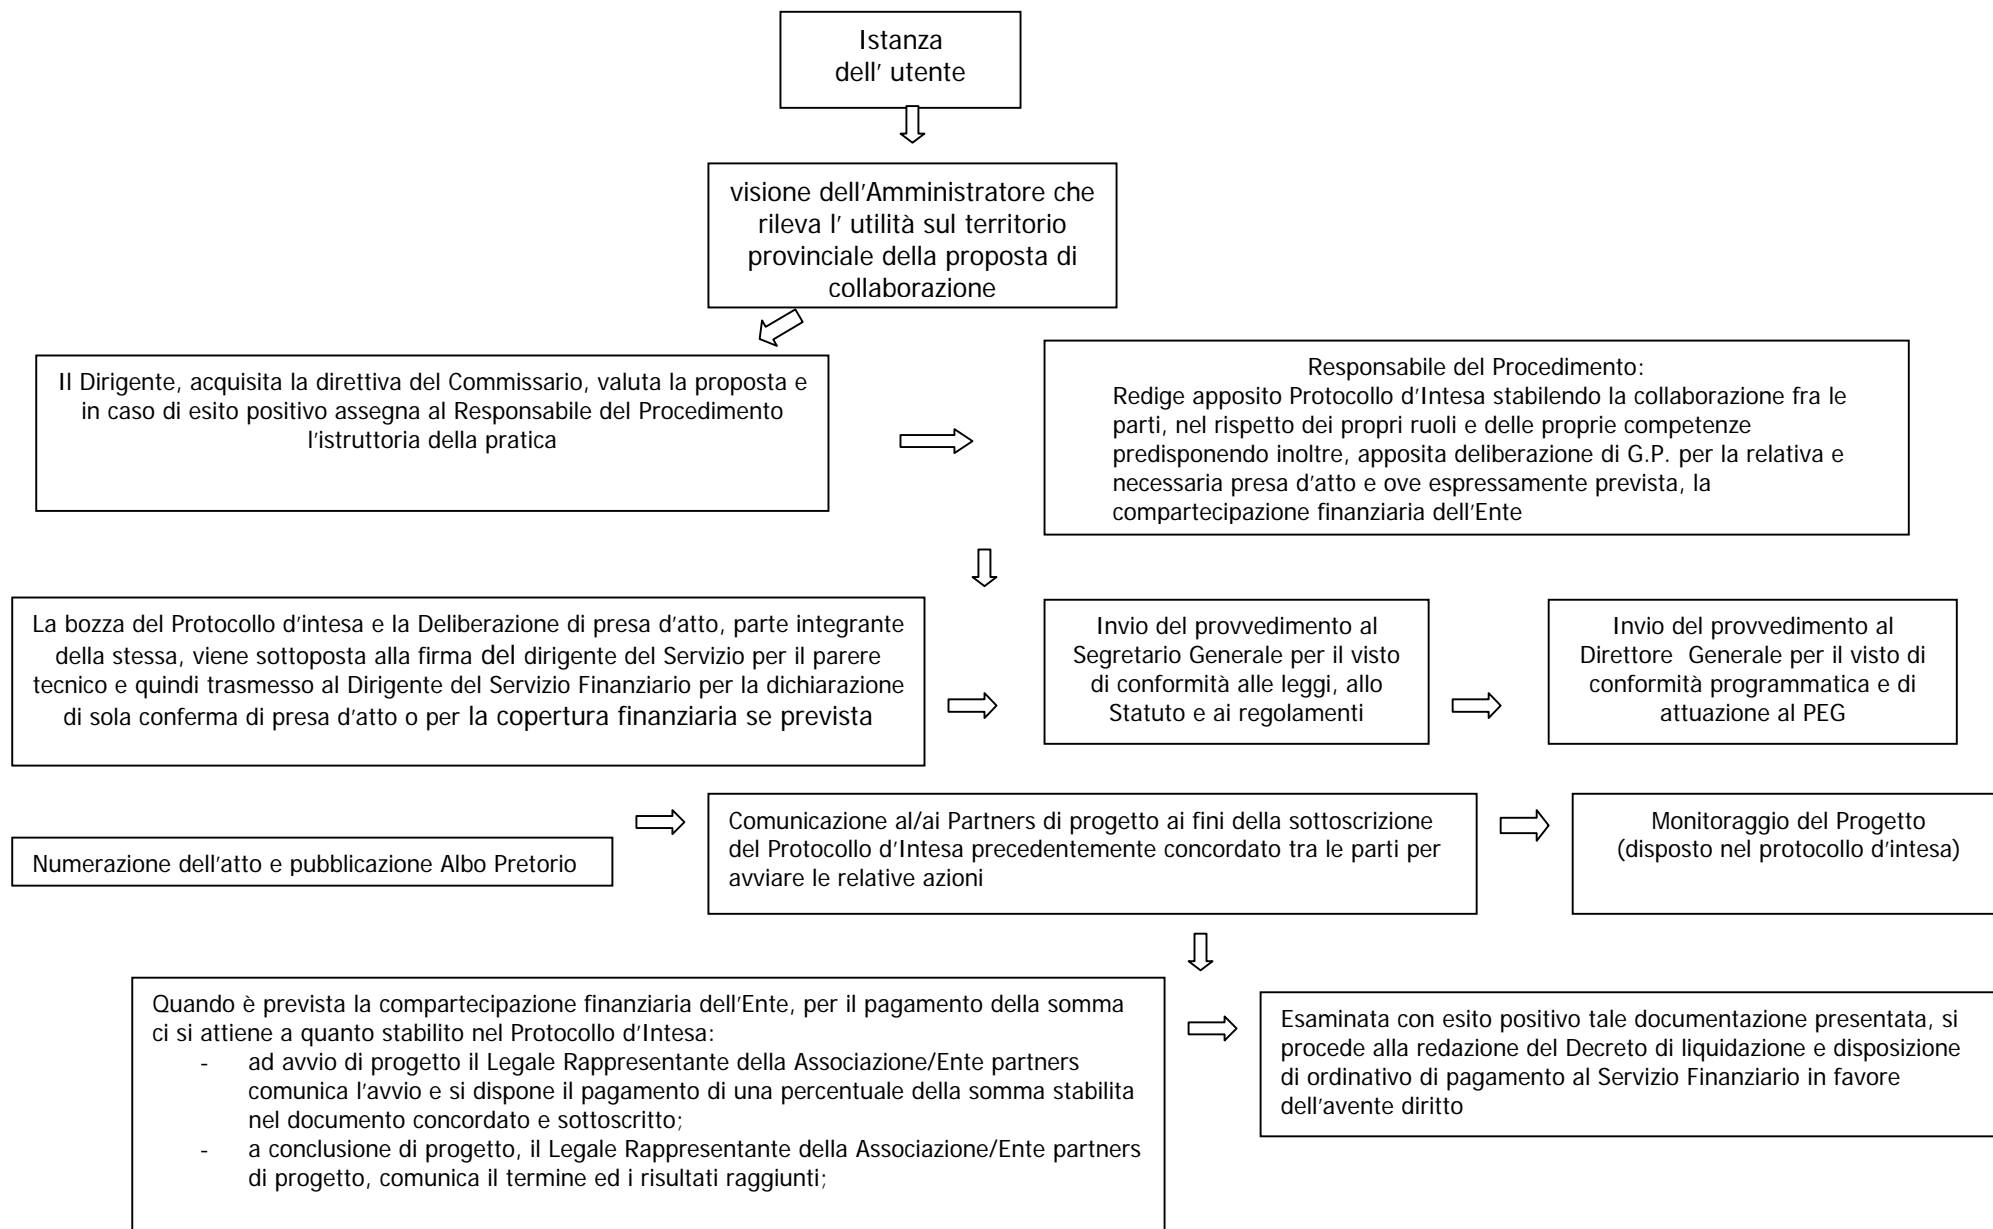 Istanza
dell' utente
visione dell'Amministratore che
rileva l' utilità sul territorio
provinciale della proposta di
collaborazione
Il Dirigente, acquisita la direttiva del Commissario, valuta la proposta e
in caso di esito positivo assegna al Responsabile del Procedimento
l'istruttoria della pratica
Responsabile del Procedimento:
Redige apposito Protocollo d'Intesa stabilendo la collaborazione fra le
parti, nel rispetto dei propri ruoli e delle proprie competenze
predisponendo inoltre, apposita deliberazione di G.P. per la relativa e
necessaria presa d'atto e ove espressamente prevista, la
compartecipazione finanziaria dell'Ente
La bozza del Protocollo d'intesa e la Deliberazione di presa d'atto, parte integrante
della stessa, viene sottoposta alla firma del dirigente del Servizio per il parere
tecnico e quindi trasmesso al Dirigente del Servizio Finanziario per la dichiarazione
di sola conferma di presa d'atto o per la copertura finanziaria se prevista
Invio del provvedimento al
Segretario Generale per il visto
di conformità alle leggi, allo
Statuto e ai regolamenti
Invio del provvedimento al
Direttore  Generale per il visto di
conformità programmatica e di
attuazione al PEG
Numerazione dell'atto e pubblicazione Albo Pretorio
Comunicazione al/ai Partners di progetto ai fini della sottoscrizione
del Protocollo d'Intesa precedentemente concordato tra le parti per
avviare le relative azioni
Monitoraggio del Progetto
(disposto nel protocollo d'intesa)
Quando è prevista la compartecipazione finanziaria dell'Ente, per il pagamento della somma
ci si attiene a quanto stabilito nel Protocollo d'Intesa:
- ad avvio di progetto il Legale Rappresentante della Associazione/Ente partners
comunica l'avvio e si dispone il pagamento di una percentuale della somma stabilita
nel documento concordato e sottoscritto;
- a conclusione di progetto, il Legale Rappresentante della Associazione/Ente partners
di progetto, comunica il termine ed i risultati raggiunti;
Esaminata con esito positivo tale documentazione presentata, si
procede alla redazione del Decreto di liquidazione e disposizione
di ordinativo di pagamento al Servizio Finanziario in favore
dell'avente diritto